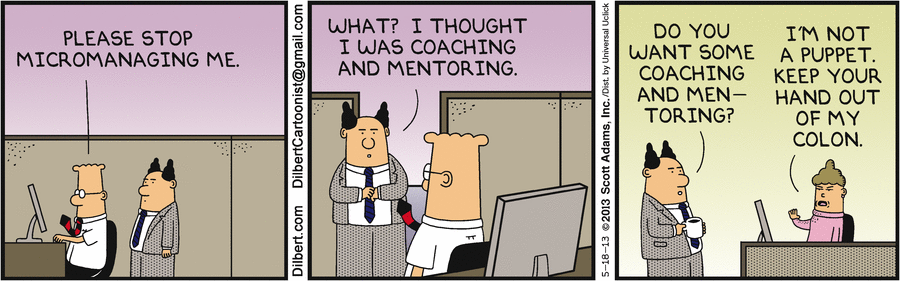 PLEASE STOP
MICROMANAGING ME.
Dilbert.com DilbertCartoonist@gmail.com
WHAT? I THOUGHT
I WAS COACHING
AND MENTORING.
5-18-13 © 2013 Scott Adams, Inc. /Dist. by Universal Uclick
DO YOU
WANT SOME
COACHING
AND MEN-
TORING?
I'M NOT
A PUPPET.
KEEP YOUR
HAND OUT
OF MY
COLON.